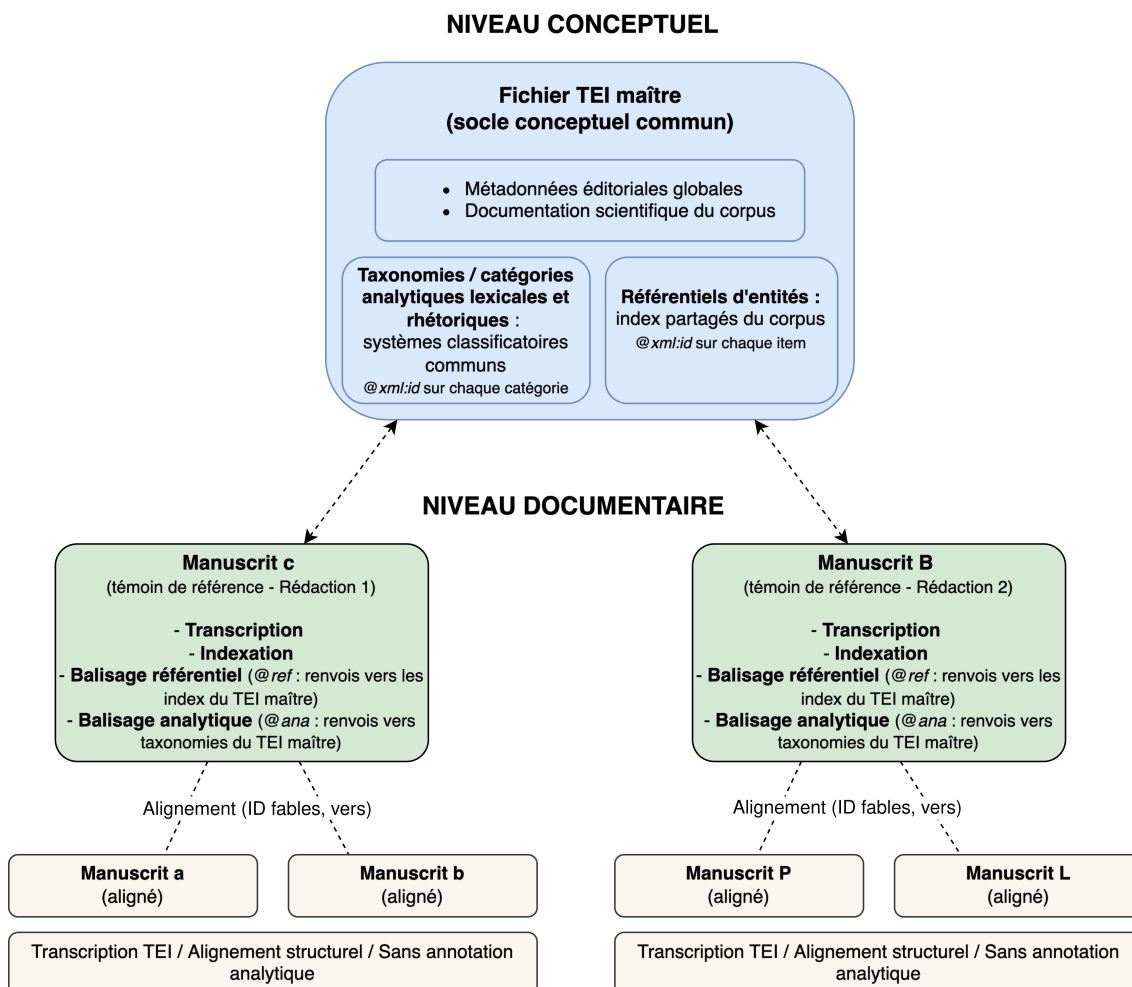 NIVEAU CONCEPTUEL
Fichier TEI maître
(socle conceptuel commun)
• Métadonnées éditoriales globales
• Documentation scientifique du corpus
Taxonomies / catégories
analytiques lexicales et
rhétoriques :
systèmes classificatoires
communs
@xml:id sur chaque catégorie
Référentiels d'entités :
index partagés du corpus
@xml:id sur chaque item
NIVEAU DOCUMENTAIRE
Manuscrit c
(témoin de référence - Rédaction 1)
- Transcription
- Indexation
- Balisage référentiel (@ref : renvois vers les
index du TEI maître)
- Balisage analytique (@ana : renvois vers
taxonomies du TEI maître)
Manuscrit B
(témoin de référence - Rédaction 2)
- Transcription
- Indexation
- Balisage référentiel (@ref : renvois vers les
index du TEI maître)
- Balisage analytique (@ana : renvois vers
taxonomies du TEI maître)
Alignement (ID fables, vers)
Alignement (ID fables, vers)
Manuscrit a
(aligné)
Manuscrit b
(aligné)
Manuscrit P
(aligné)
Manuscrit L
(aligné)
Transcription TEI / Alignement structurel / Sans annotation
analytique
Transcription TEI / Alignement structurel / Sans annotation
analytique